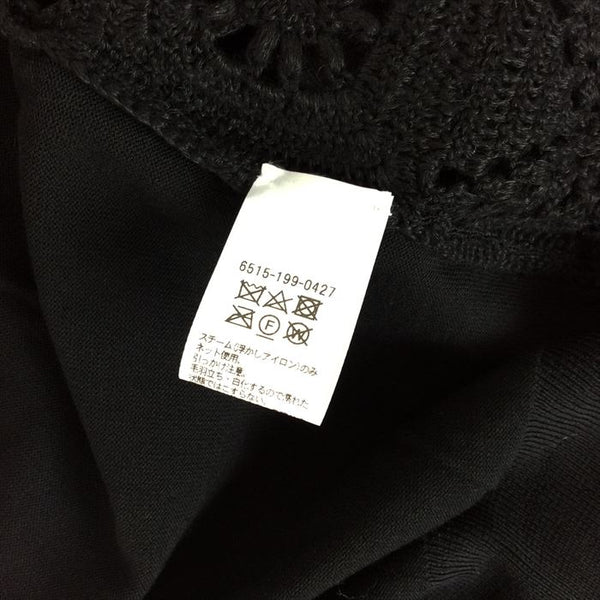 6515-199-0427
F
W
スチーム(浮かしアイロン)のみ
ネット使用。
引っかけ注意。
毛羽立ち・白化するので濡れた
状態ではこすらない。